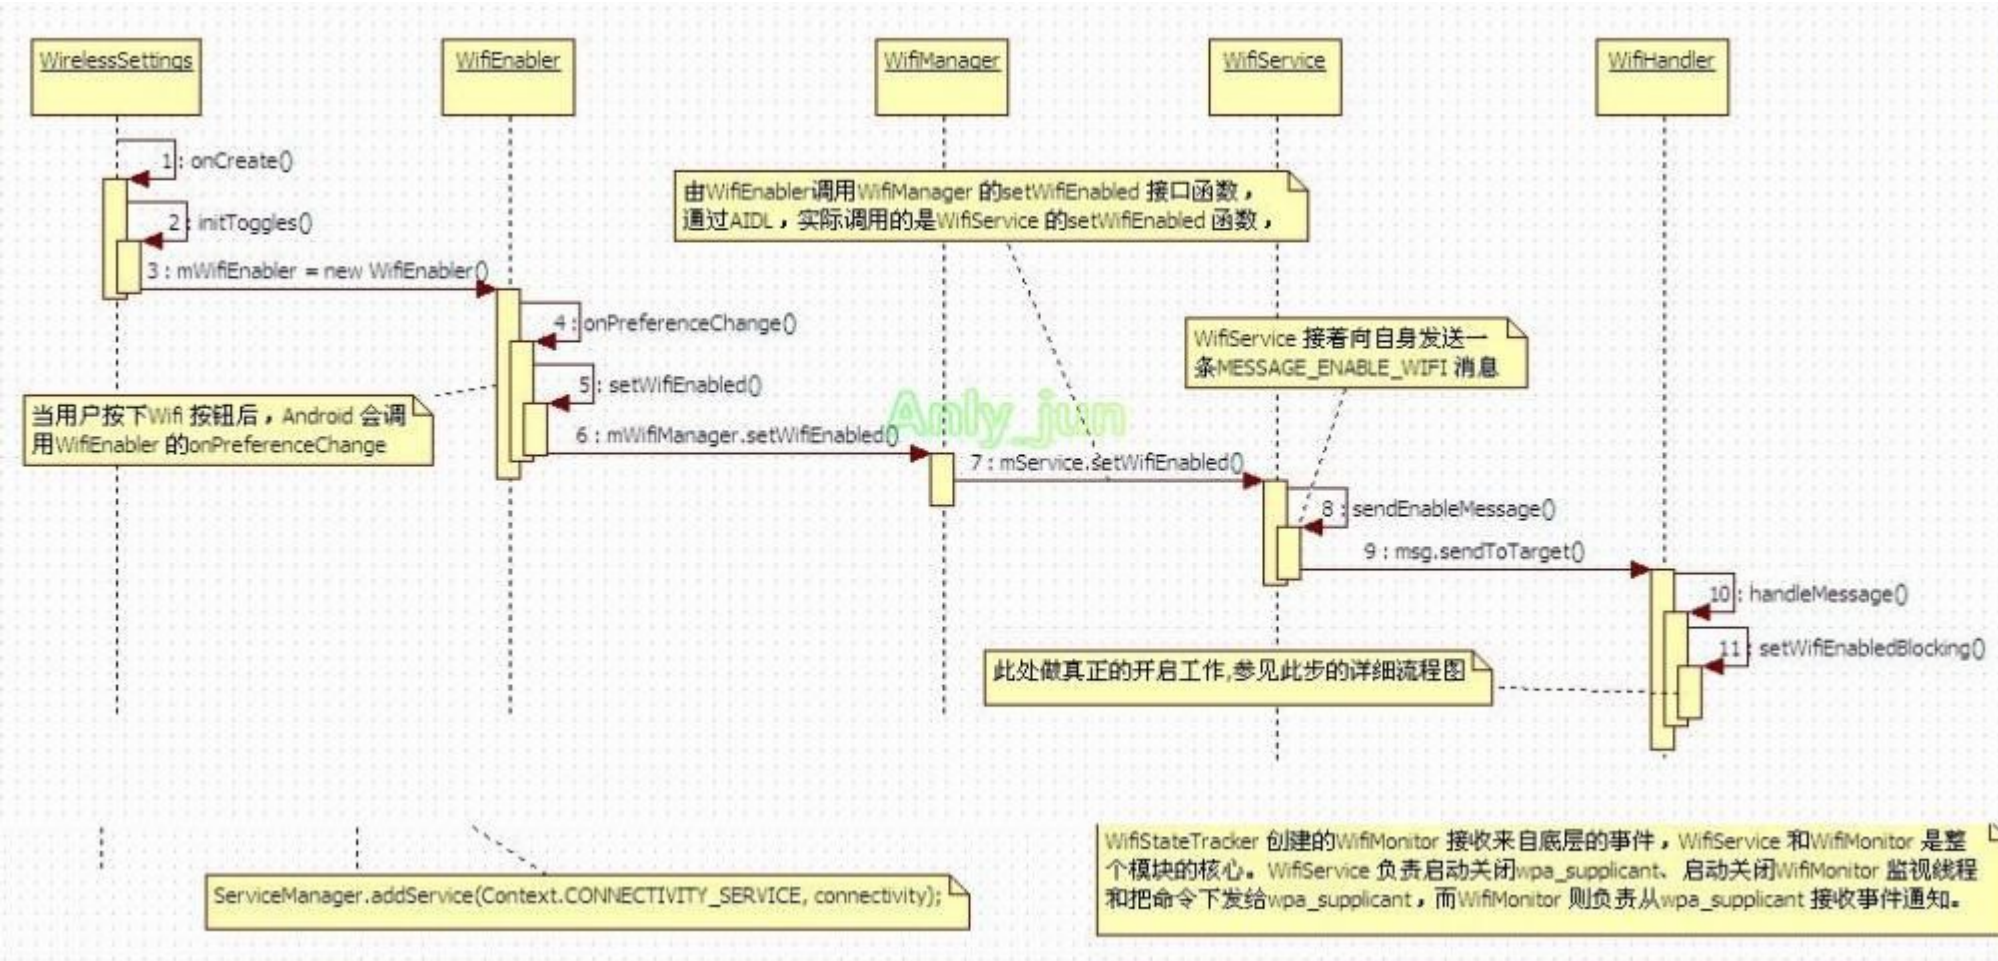 WirelessSettings
WifiEnabler
WifiManager
WifiService
WifiHandler
1 : onCreate()
2 : initToggles()
3 : mWifiEnabler = new WifiEnabler()
由WifiEnabler调用WifiManager 的setWifiEnabled 接口函数，
通过AIDL，实际调用的是WifiService 的setWifiEnabled 函数，
4 : onPreferenceChange()
WifiService 接着向自身发送一
条MESSAGE_ENABLE_WIFI 消息
5 : setWifiEnabled()
当用户按下Wifi 按钮后，Android 会调
用WifiEnabler 的onPreferenceChange
Anly_jun
6 : mWifiManager.setWifiEnabled()
7 : mService.setWifiEnabled()
8 : sendEnableMessage()
9 : msg.sendToTarget()
10 : handleMessage()
11 : setWifiEnabledBlocking()
此处做真正的开启工作,参见此步的详细流程图
WifiStateTracker 创建的WifiMonitor 接收来自底层的事件，WifiService 和WifiMonitor 是整
个模块的核心。WifiService 负责启动关闭wpa_supplicant、启动关闭WifiMonitor 监视线程
和把命令下发给wpa_supplicant，而WifiMonitor 则负责从wpa_supplicant 接收事件通知。
ServiceManager.addService(Context.CONNECTIVITY_SERVICE, connectivity);